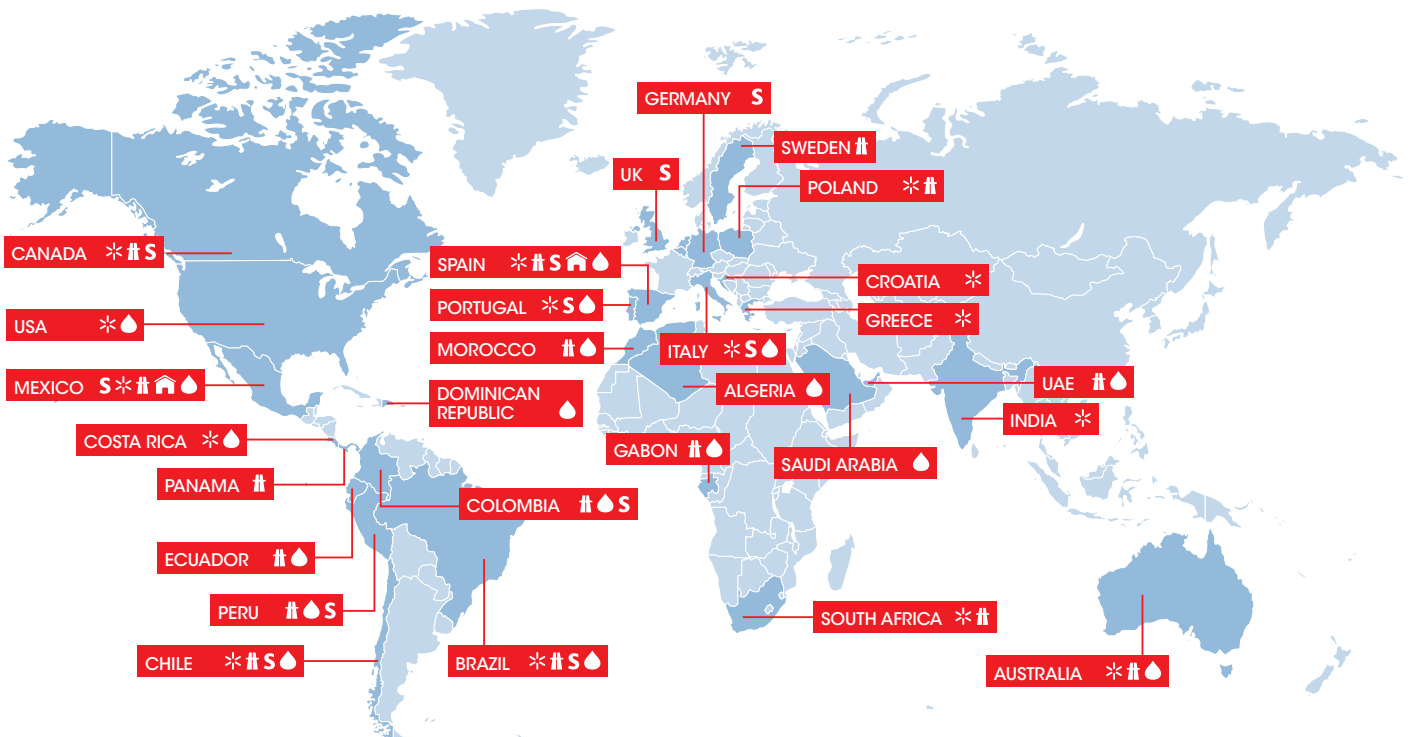 GERMANY S
SWEDEN
UK S
POLAND
CANADA S
SPAIN S
CROATIA
PORTUGAL S
GREECE
USA
MOROCCO
ITALY S
MEXICO S
ALGERIA
UAE
DOMINICAN
REPUBLIC
INDIA
COSTA RICA
GABON
SAUDI ARABIA
PANAMA
COLOMBIA S
ECUADOR
PERU S
SOUTH AFRICA
CHILE S
BRAZIL S
AUSTRALIA